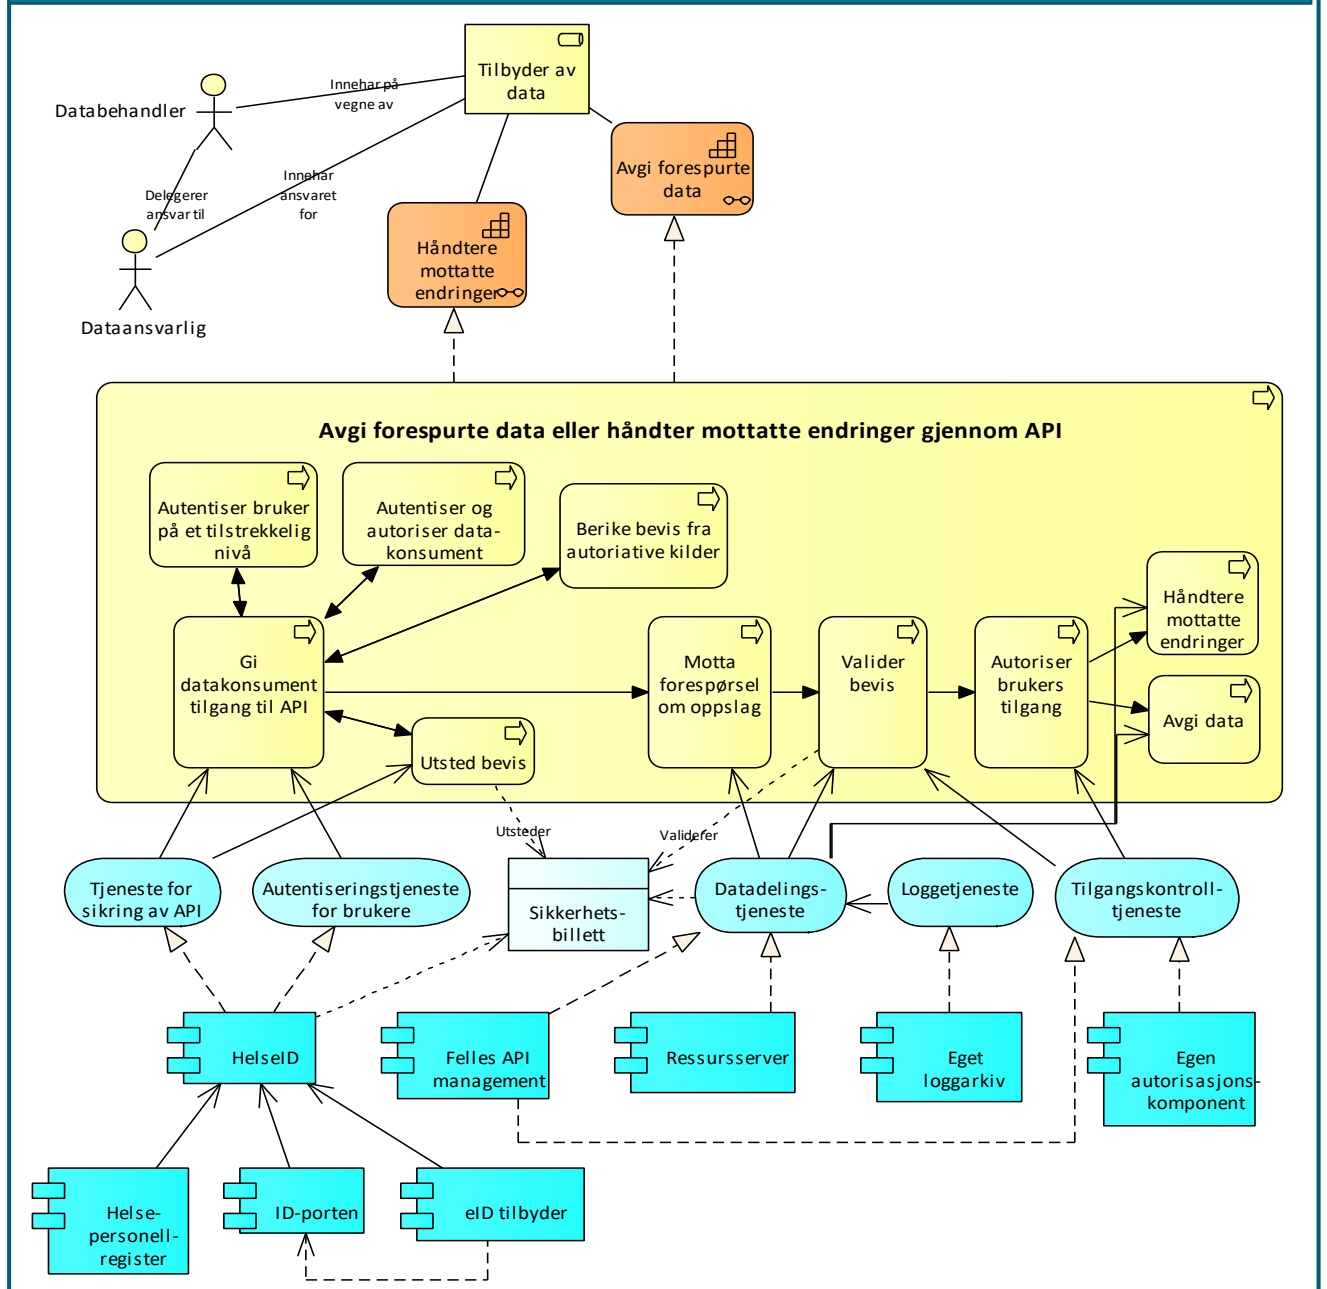 Tilbyder av
data
Innehar på
vegne av
Databehandler
Avgi forespurte
data
Delegerer
ansvar til
Innehar
ansvaret
for
Håndtere
mottatte
endringer
Dataansvarlig
Avgi forespurte data eller håndter mottatte endringer gjennom API
Autentiser bruker
på et tilstrekkelig
nivå
Autentiser og
autoriser data-
konsument
Berike bevis fra
autoriative kilder
Håndtere
mottatte
endringer
Gi
datakonsument
tilgang til API
Motta
forespørsel
om oppslag
Valider
bevis
Autoriser
brukers
tilgang
Avgi data
Utsted bevis
Utsteder
Validerer
Tjeneste for
sikring av API
Autentiseringstjeneste
for brukere
Sikkerhets-
billett
Datadelings-
tjeneste
Loggetjeneste
Tilgangskontroll-
tjeneste
HelseID
Felles API
management
Ressursserver
Eget
loggarkiv
Egen
autorisasjons-
komponent
Helse-
personell-
register
ID-porten
eID tilbyder